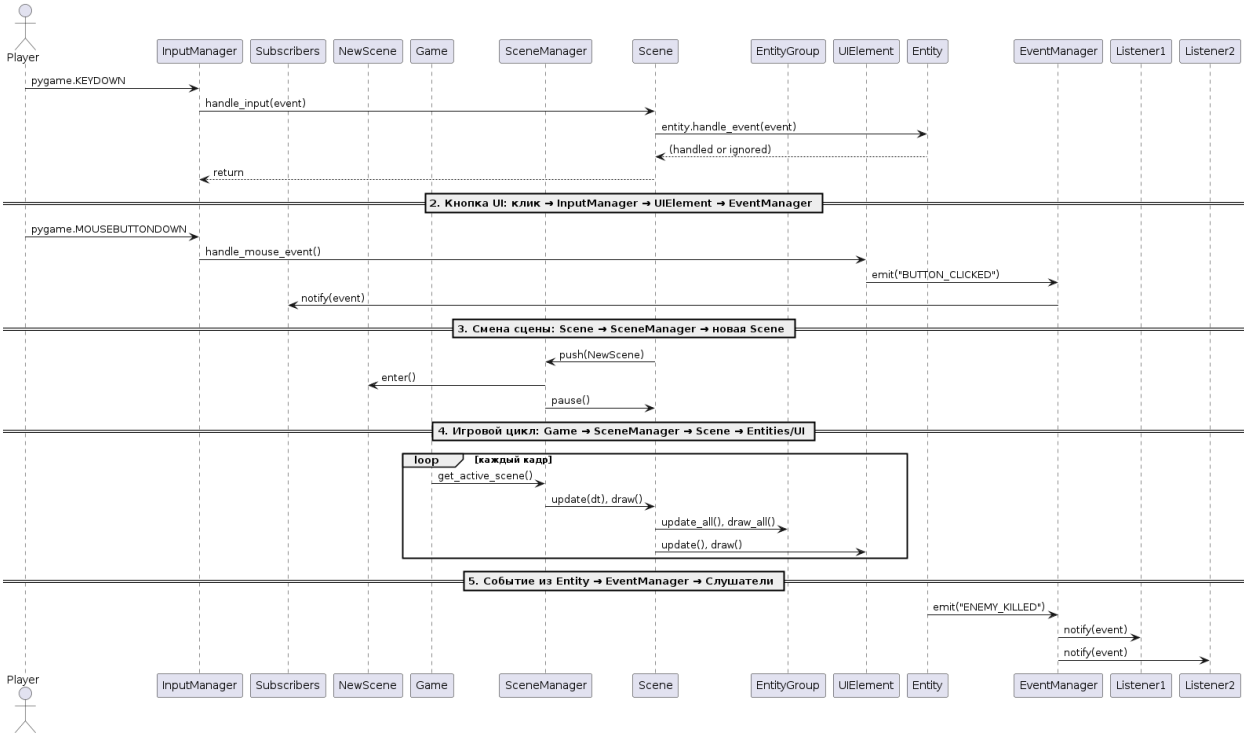 Player
InputManager
Subscribers
NewScene
Game
SceneManager
Scene
EntityGroup
UIElement
Entity
EventManager
Listener1
Listener2
pygame.KEYDOWN
handle_input(event)
entity.handle_event(event)
(handled or ignored)
return
2. Кнопка UI: клик → InputManager → UIElement → EventManager
pygame.MOUSEBUTTONDOWN
handle_mouse_event()
emit("BUTTON_CLICKED")
notify(event)
3. Смена сцены: Scene → SceneManager → новая Scene
push(NewScene)
enter()
pause()
4. Игровой цикл: Game → SceneManager → Scene → Entities/UI
loop [каждый кадр]
get_active_scene()
update(dt), draw()
update_all(), draw_all()
update(), draw()
5. Событие из Entity → EventManager → Слушатели
emit("ENEMY_KILLED")
notify(event)
notify(event)
Player
InputManager
Subscribers
NewScene
Game
SceneManager
Scene
EntityGroup
UIElement
Entity
EventManager
Listener1
Listener2